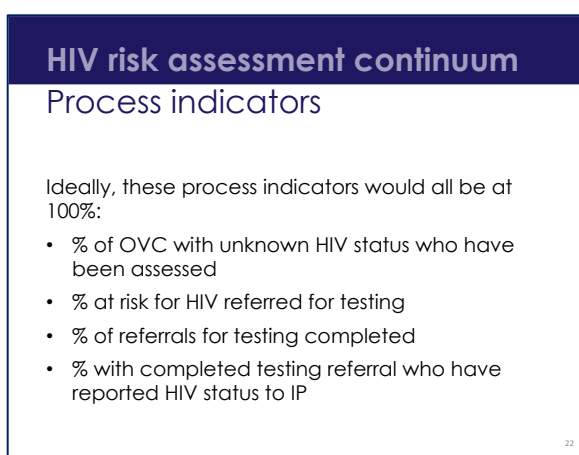 HIV risk assessment continuum
Process indicators
Ideally, these process indicators would all be at
100%:
• % of OVC with unknown HIV status who have
been assessed
• % at risk for HIV referred for testing
• % of referrals for testing completed
• % with completed testing referral who have
reported HIV status to IP
22